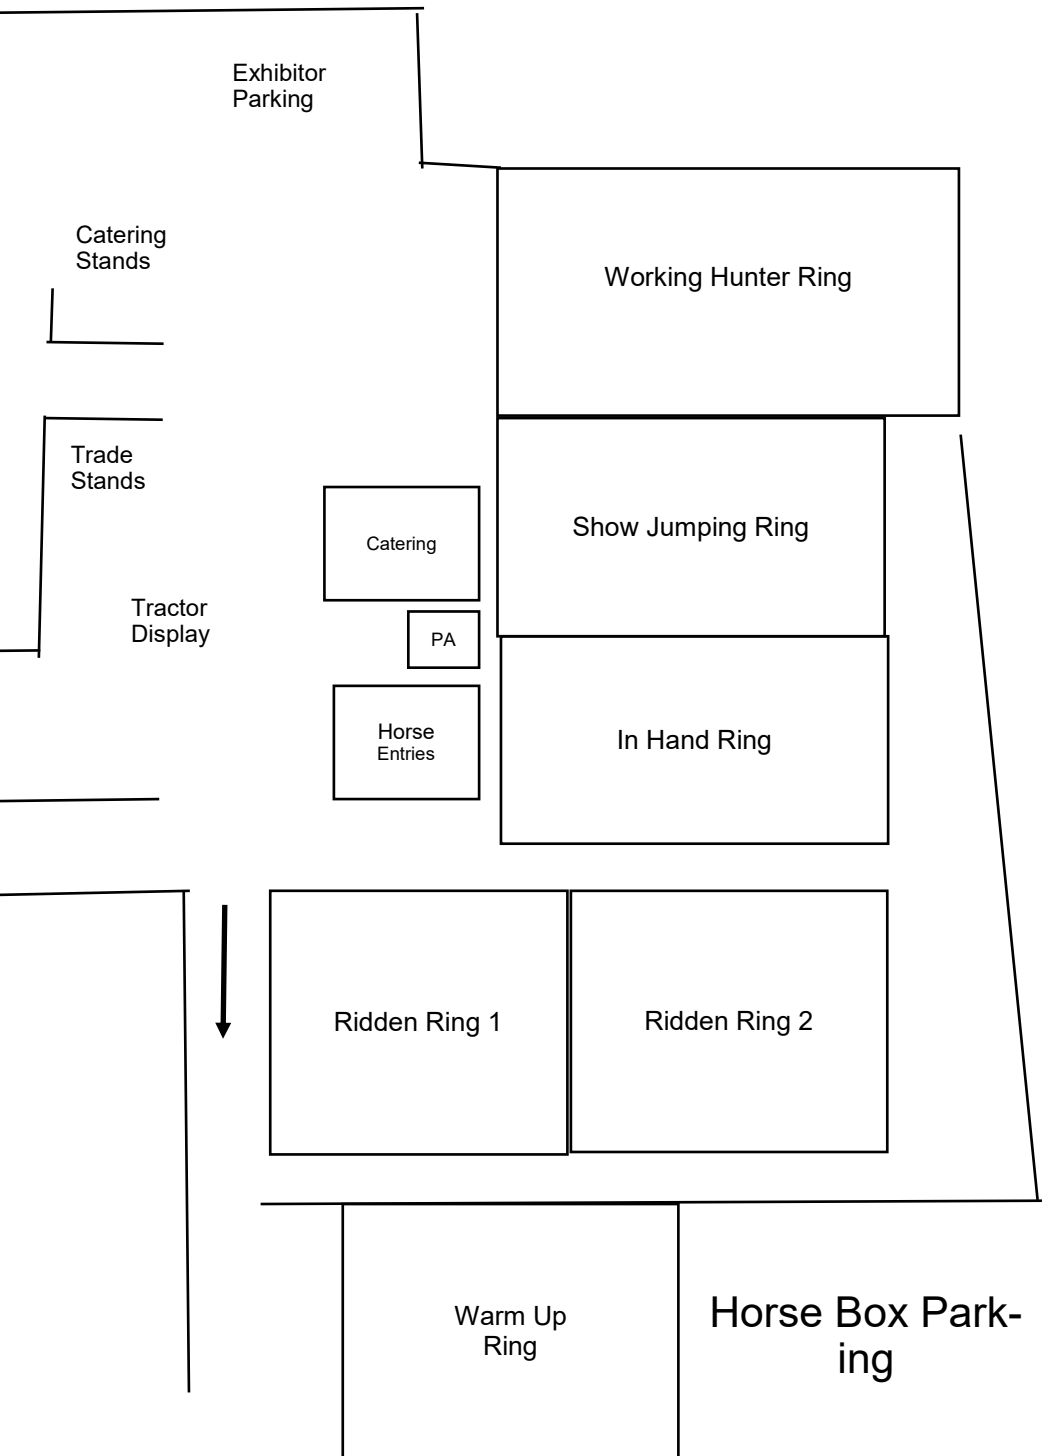 Exhibitor
Parking
Catering
Stands
Working Hunter Ring
Trade
Stands
Show Jumping Ring
Catering
Tractor
Display
PA
Horse
Entries
In Hand Ring
Ridden Ring 1
Ridden Ring 2
Warm Up
Ring
Horse Box Park-
ing